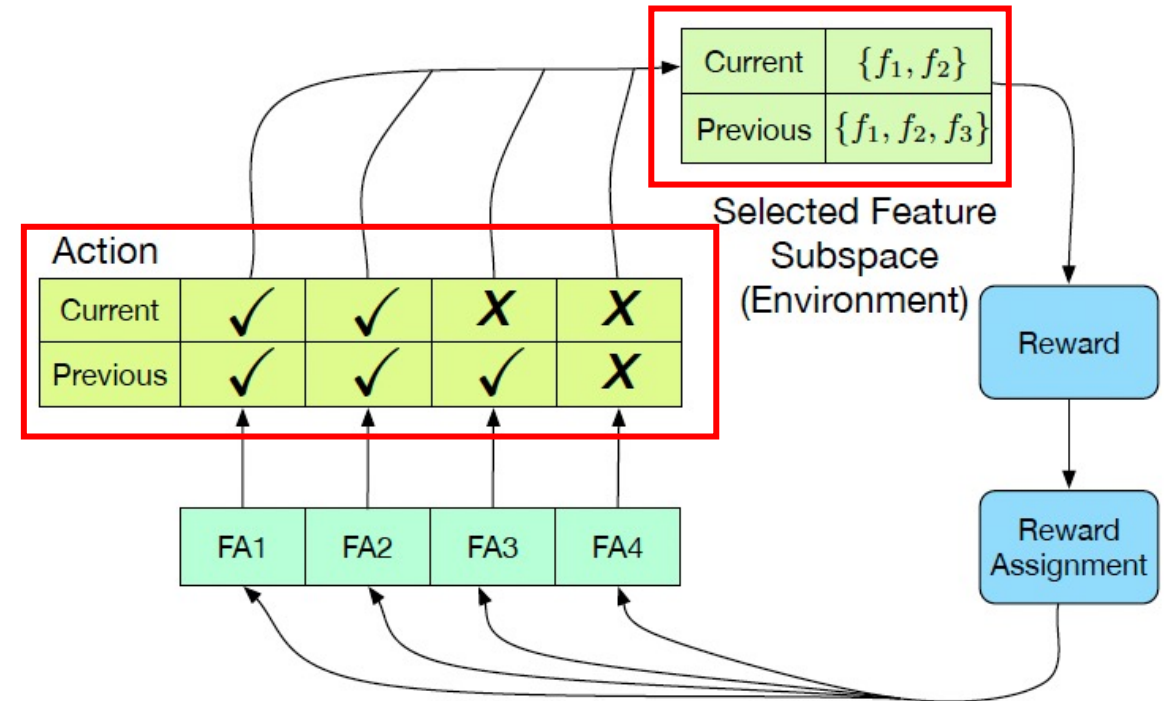 Current {f₁, f₂}
Previous {f₁, f₂, f₃}
Selected Feature
Subspace
(Environment)
Action
Current ✓ ✓ X X
Previous ✓ ✓ ✓ X
FA1 FA2 FA3 FA4
Reward
Reward
Assignment